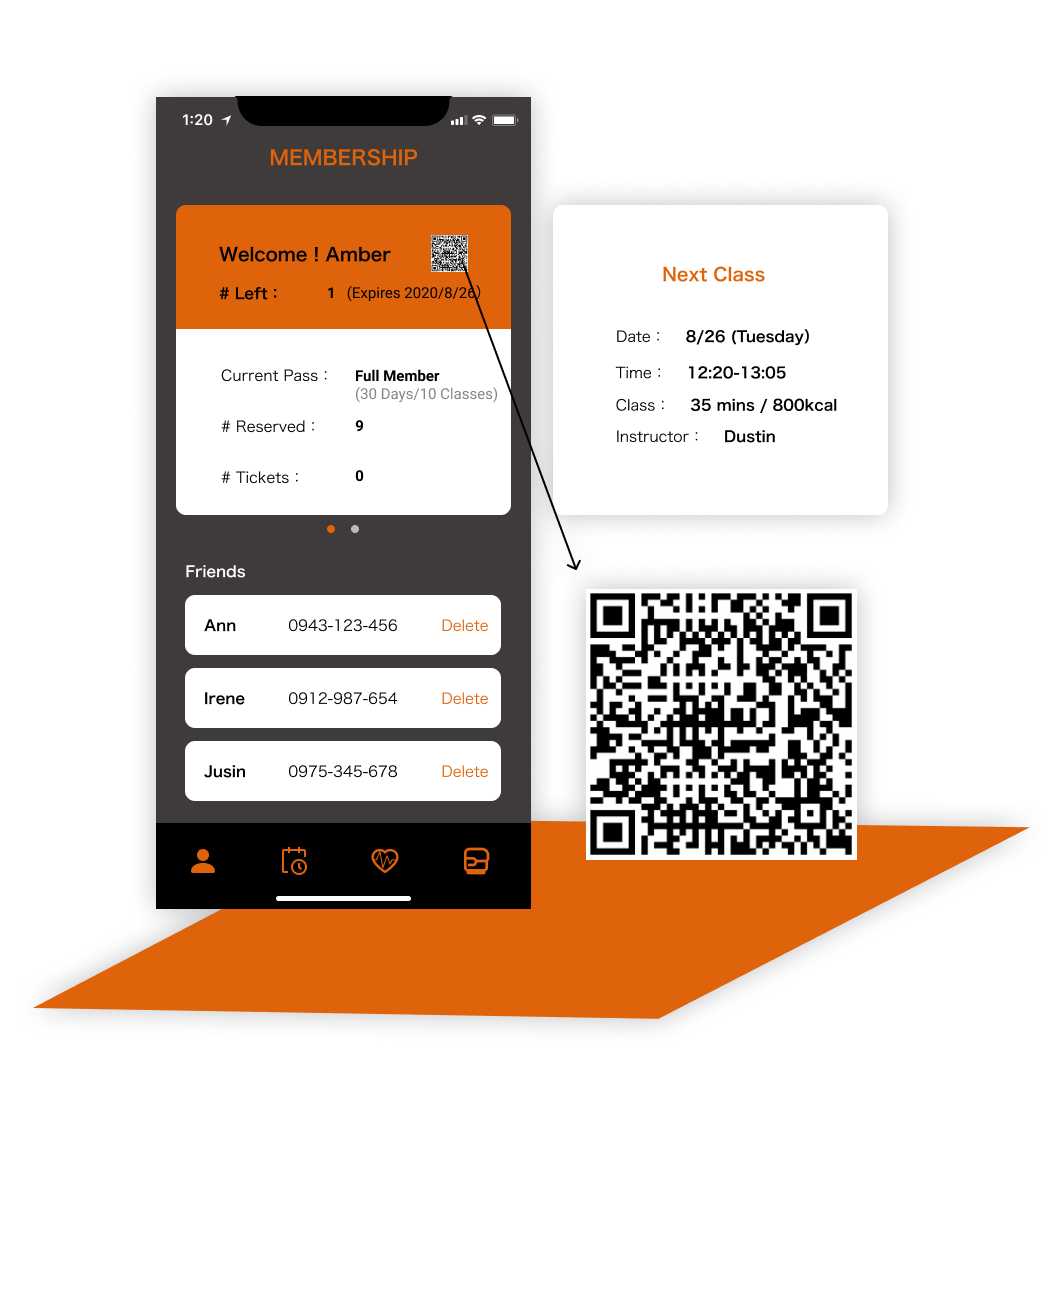 1:20
MEMBERSHIP
Welcome ! Amber
# Left： 1 (Expires 2020/8/26)
Current Pass： Full Member
(30 Days/10 Classes)
# Reserved： 9
# Tickets： 0
Next Class
Date： 8/26 (Tuesday)
Time： 12:20-13:05
Class： 35 mins / 800kcal
Instructor： Dustin
Friends
Ann 0943-123-456 Delete
Irene 0912-987-654 Delete
Jusin 0975-345-678 Delete